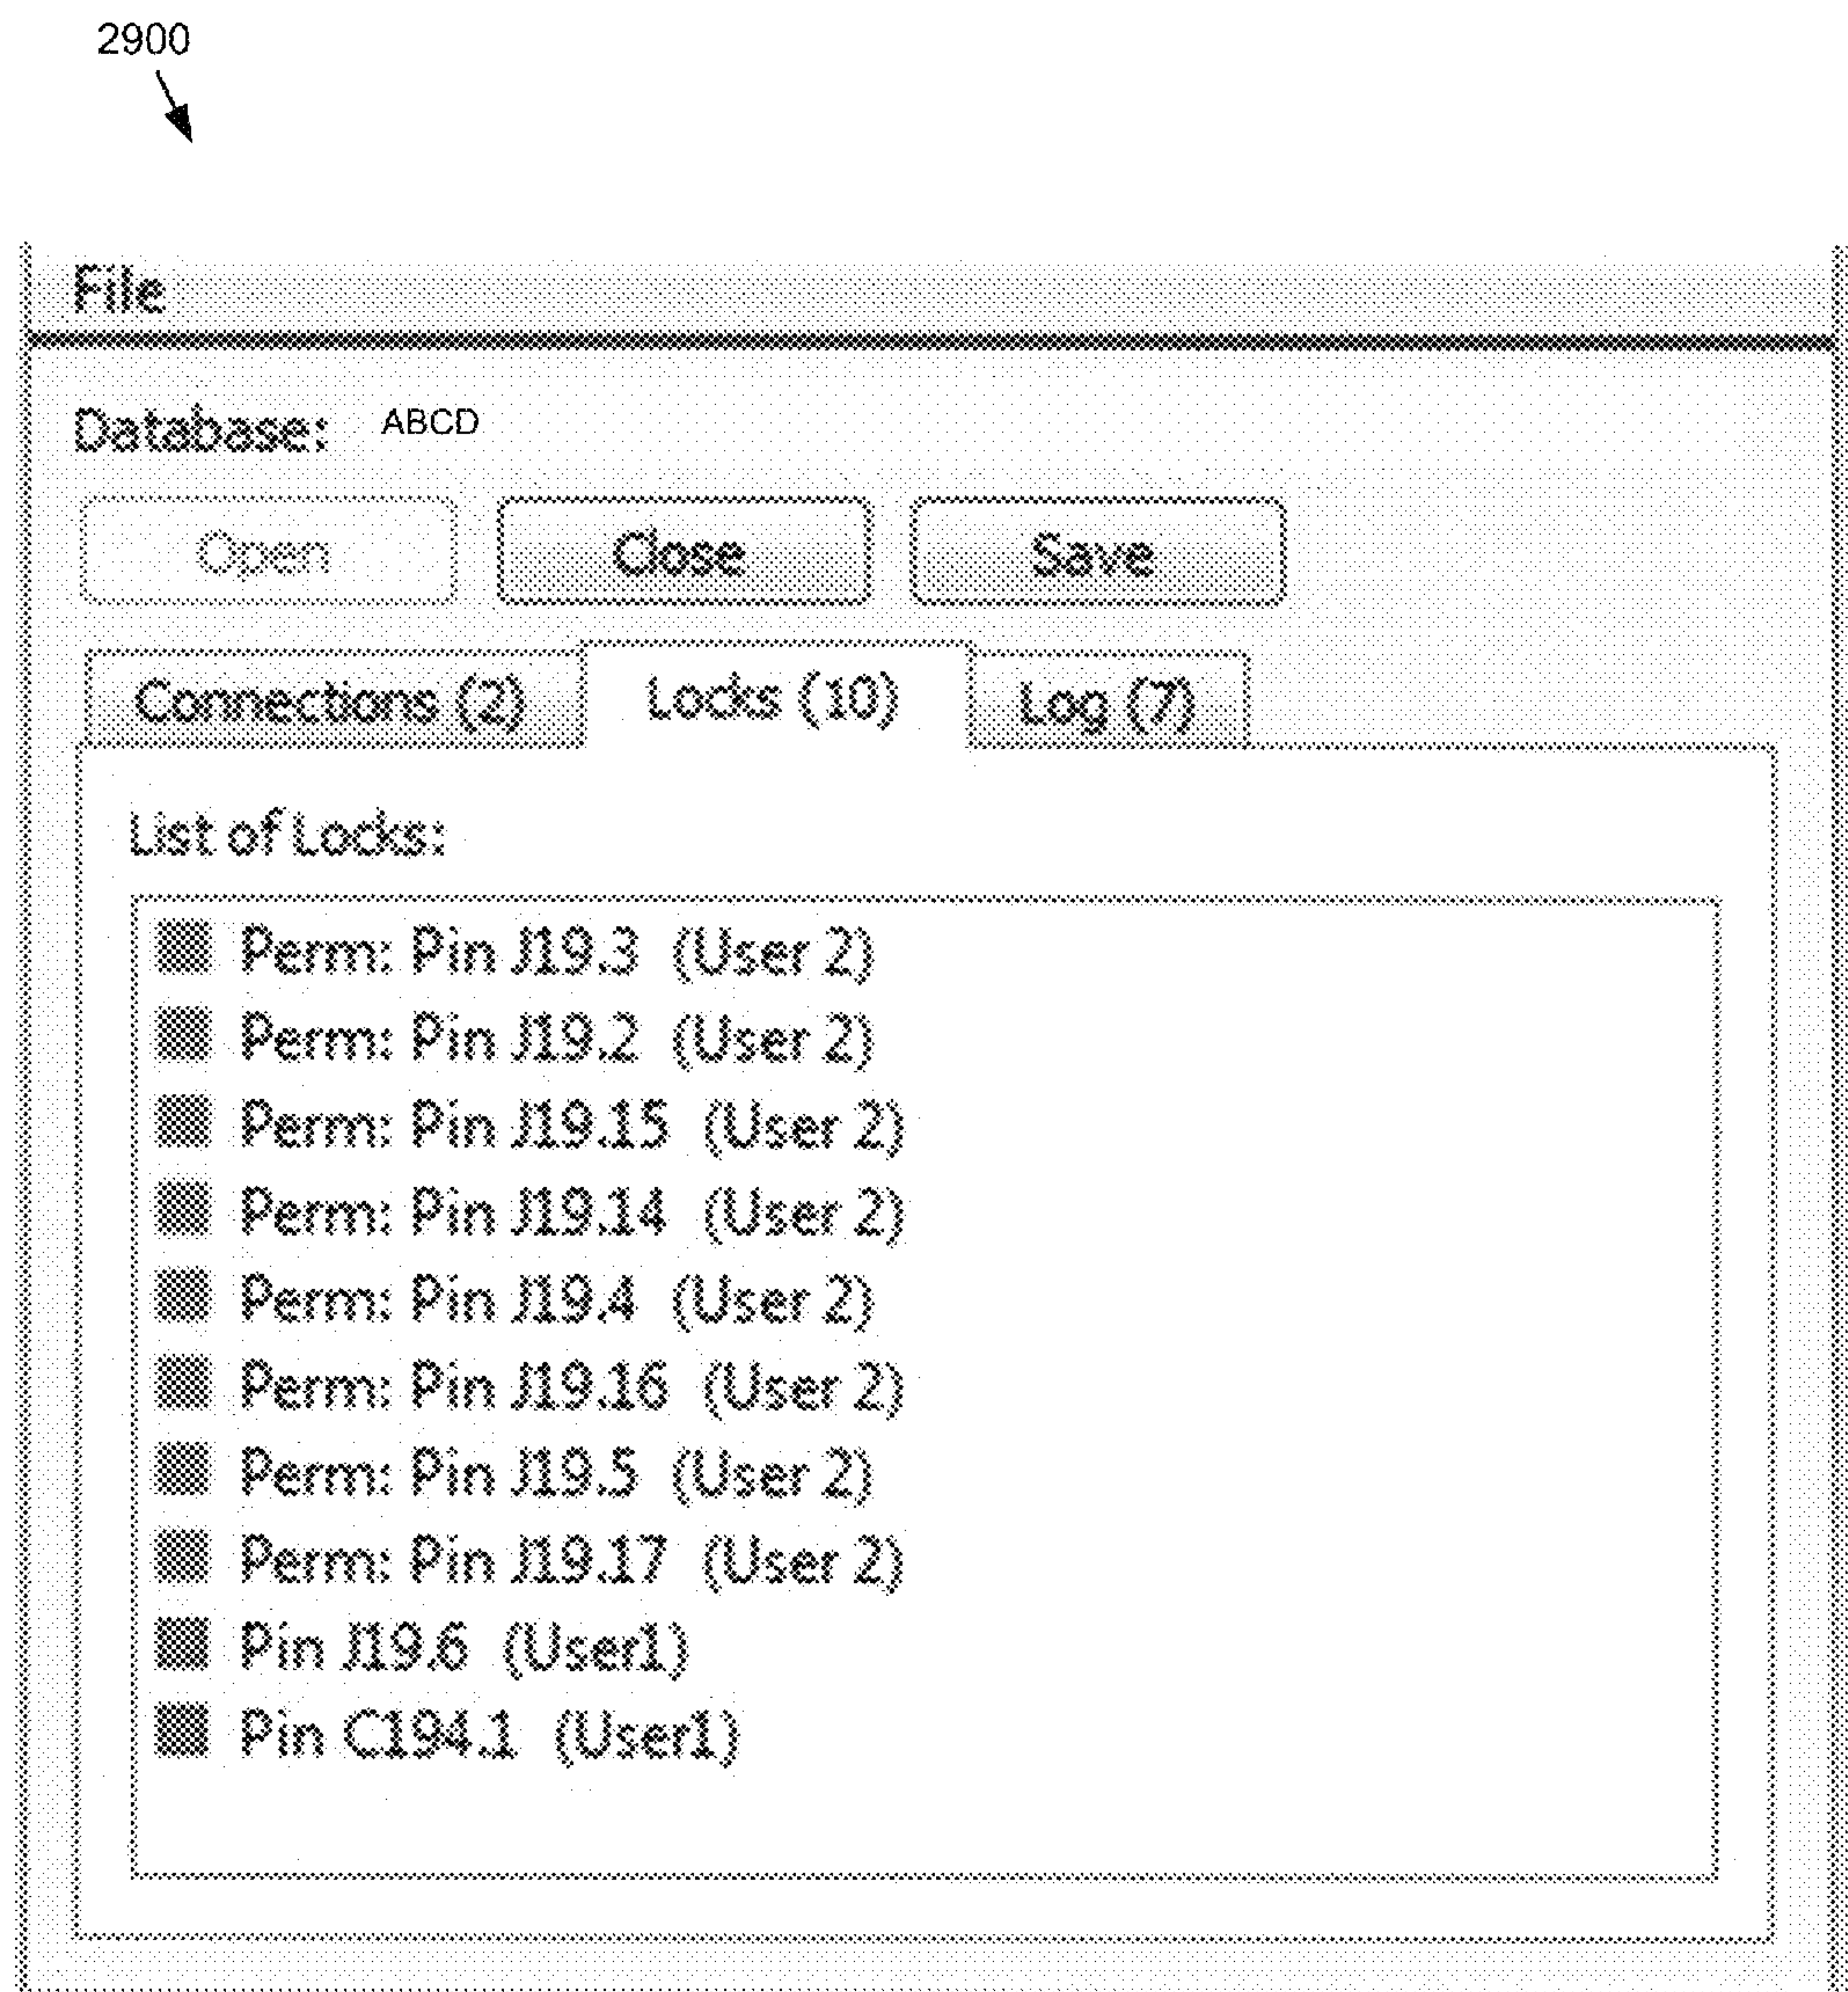 2900
File
Database: ABCD
Open Close Save
Connections (2) Locks (10) Log (7)
List of Locks:
Perm: Pin J19.3 (User 2)
Perm: Pin J19.2 (User 2)
Perm: Pin J19.15 (User 2)
Perm: Pin J19.14 (User 2)
Perm: Pin J19.4 (User 2)
Perm: Pin J19.16 (User 2)
Perm: Pin J19.5 (User 2)
Perm: Pin J19.17 (User 2)
Pin J19.6 (User1)
Pin C194.1 (User1)